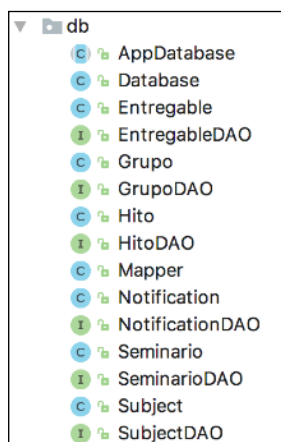 db
C AppDatabase
C Database
C Entregable
I EntregableDAO
C Grupo
I GrupoDAO
C Hito
I HitoDAO
C Mapper
C Notification
I NotificationDAO
C Seminario
I SeminarioDAO
C Subject
I SubjectDAO